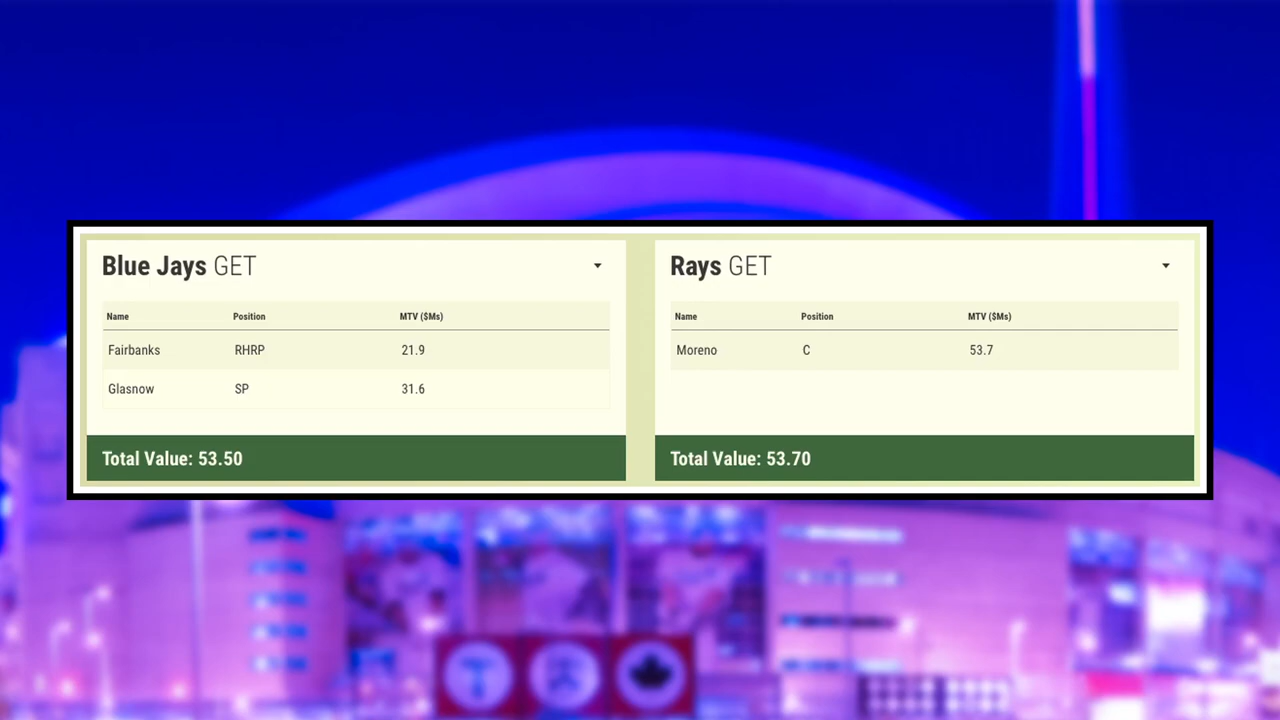 Blue Jays GET
Name Position MTV ($Ms)
Fairbanks RHRP 21.9
Glasnow SP 31.6
Total Value: 53.50
Rays GET
Name Position MTV ($Ms)
Moreno C 53.7
Total Value: 53.70